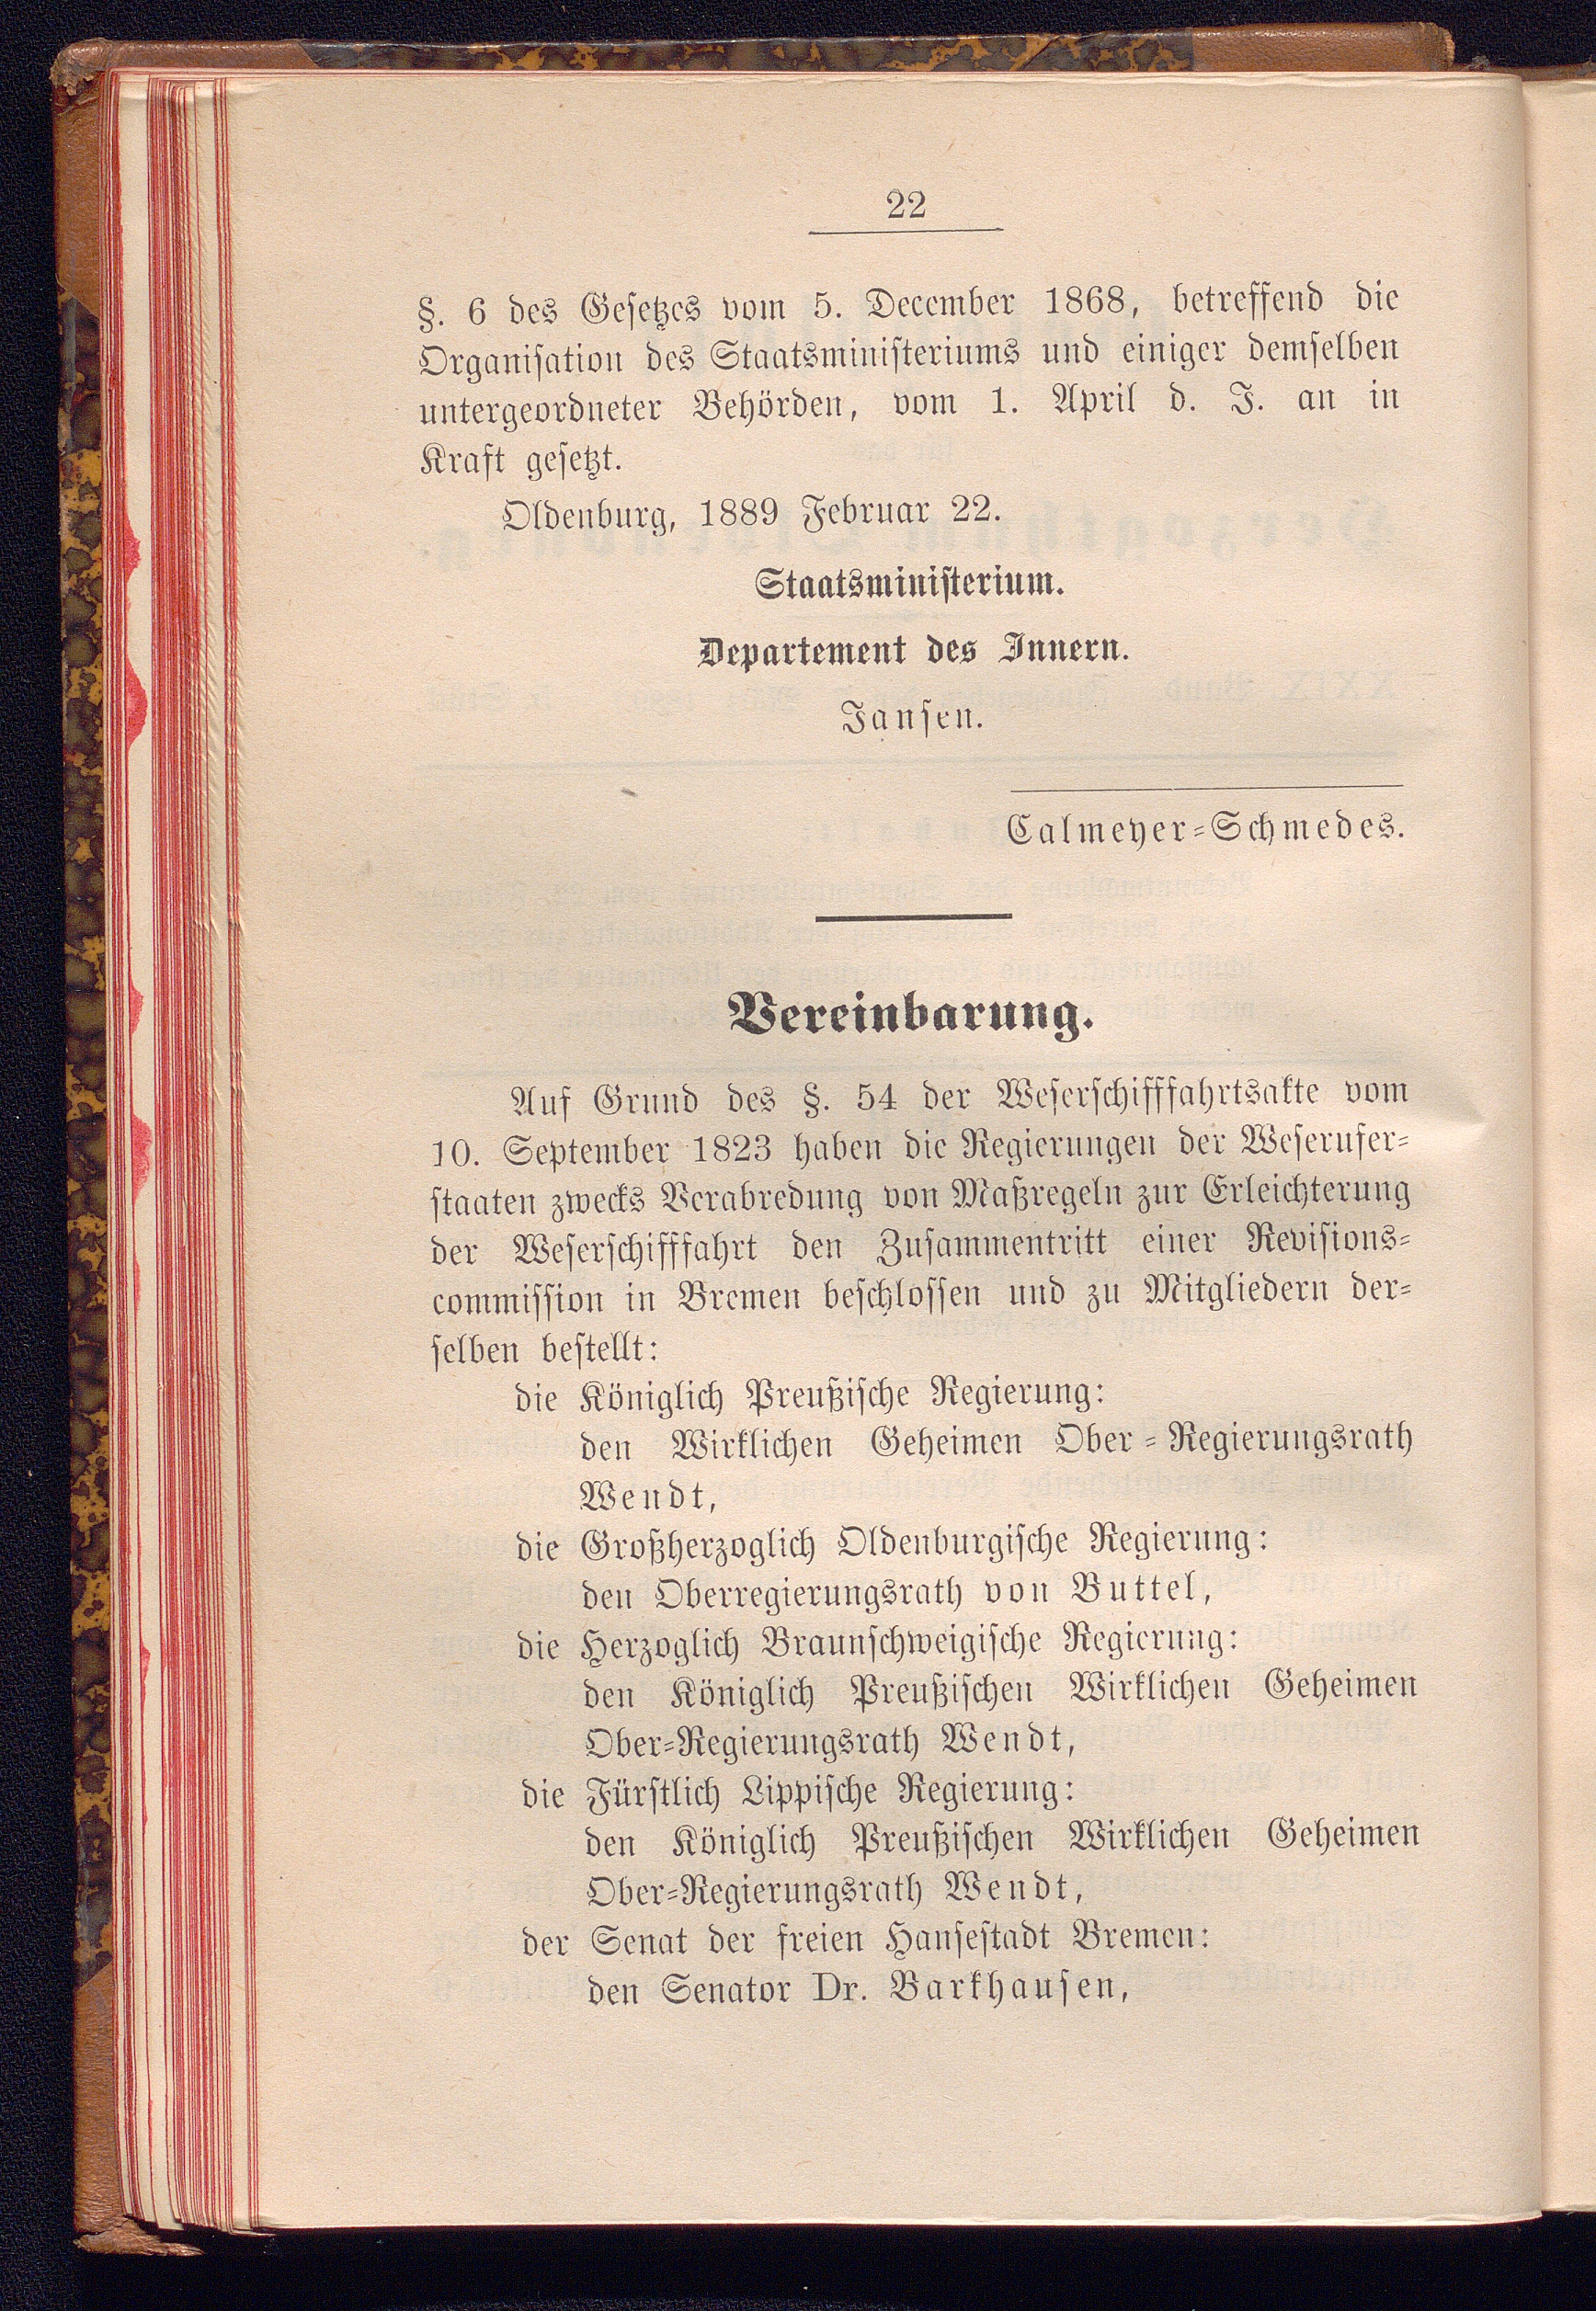 22
§. 6 des Gesetzes vom 5. December 1868, betreffend die
Organisation des Staatsministeriums und einiger demselben
untergeordneter Behörden, vom 1. April d. J. an in
Kraft gesetzt.
Oldenburg, 1889 Februar 22.
Staatsministerium.
Departement des Innern.
Jansen.
Calmeyer-Schmedes.
Vereinbarung.
Auf Grund des §. 54 der Weserschifffahrtsakte vom
10. September 1823 haben die Regierungen der Weserufer-
staaten zwecks Verabredung von Maßregeln zur Erleichterung
der Weserschifffahrt den Zusammentritt einer Revisions-
commission in Bremen beschlossen und zu Mitgliedern der-
selben bestellt:
die Königlich Preußische Regierung:
den Wirklichen Geheimen Ober-Regierungsrath
Wendt,
die Großherzoglich Oldenburgische Regierung:
den Oberregierungsrath von Buttel,
die Herzoglich Braunschweigische Regierung:
den Königlich Preußischen Wirklichen Geheimen
Ober-Regierungsrath Wendt,
die Fürstlich Lippische Regierung:
den Königlich Preußischen Wirklichen Geheimen
Ober-Regierungsrath Wendt,
der Senat der freien Hansestadt Bremen:
den Senator Dr. Barkhausen,